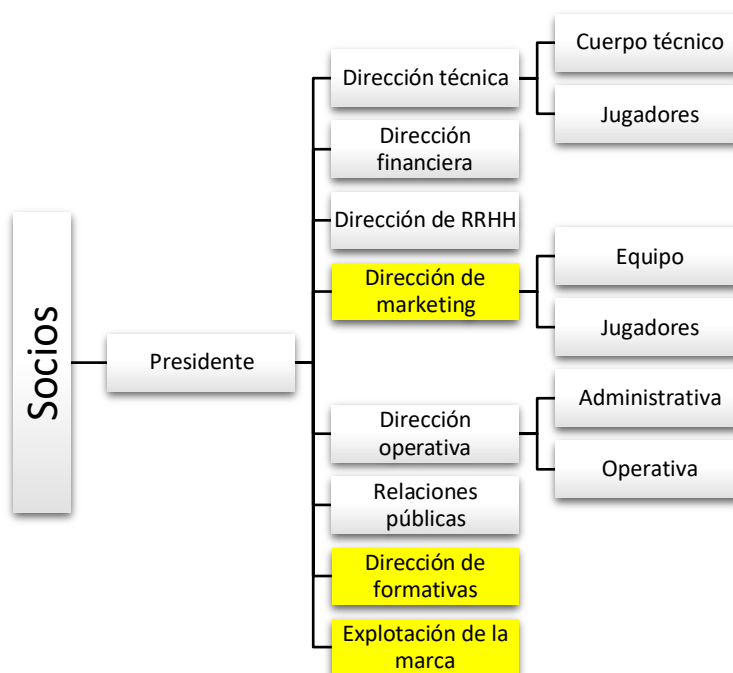 Socios
Presidente
Dirección técnica
Cuerpo técnico
Jugadores
Dirección
financiera
Dirección de RRHH
Dirección de
marketing
Equipo
Jugadores
Dirección
operativa
Administrativa
Operativa
Relaciones
públicas
Dirección de
formativas
Explotación de la
marca